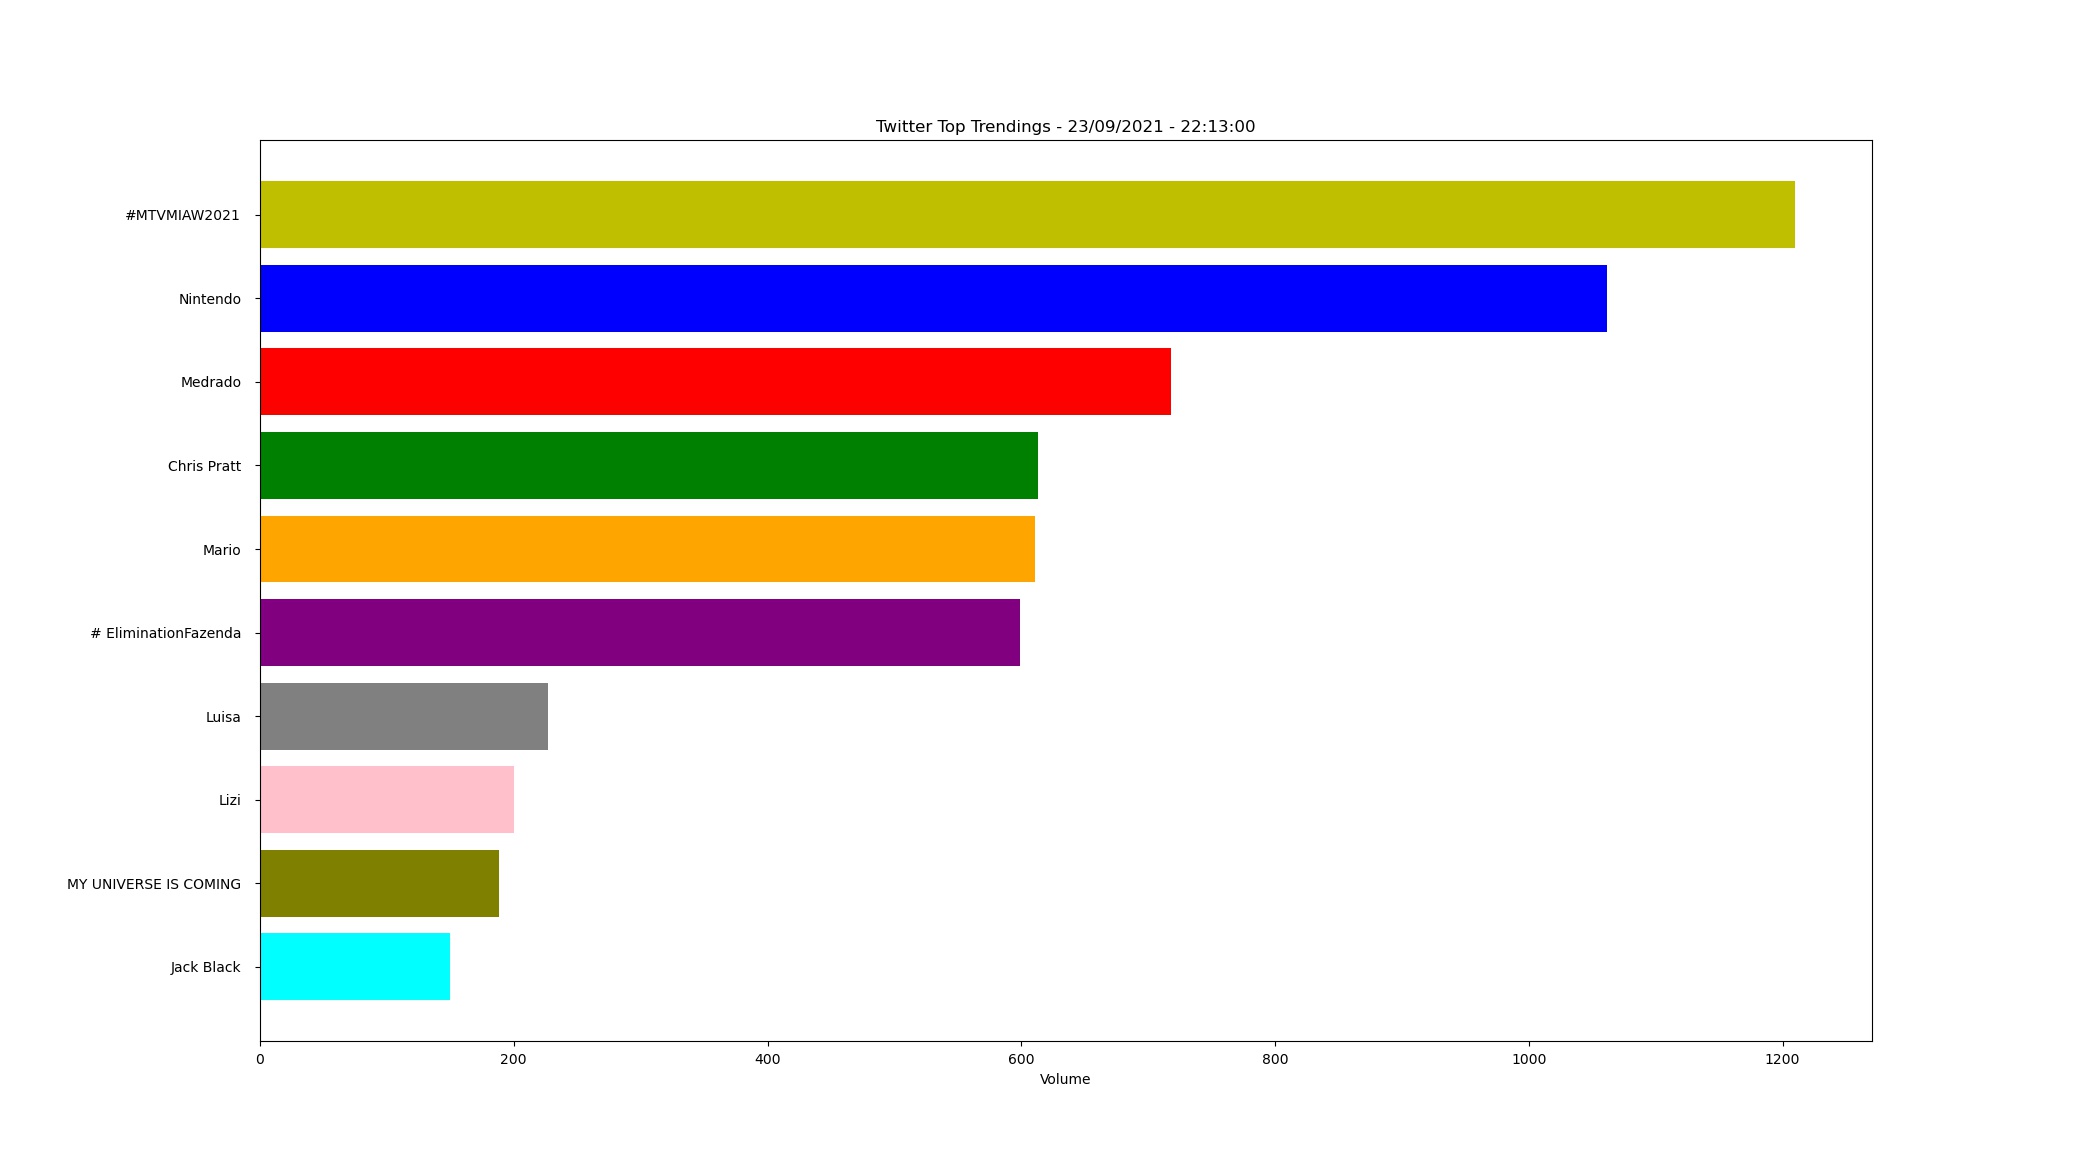 Twitter Top Trendings - 23/09/2021 - 22:13:00
#MTVMIAW2021
Nintendo
Medrado
Chris Pratt
Mario
# EliminationFazenda
Luisa
Lizi
MY UNIVERSE IS COMING
Jack Black
0 200 400 600 800 1000 1200
Volume